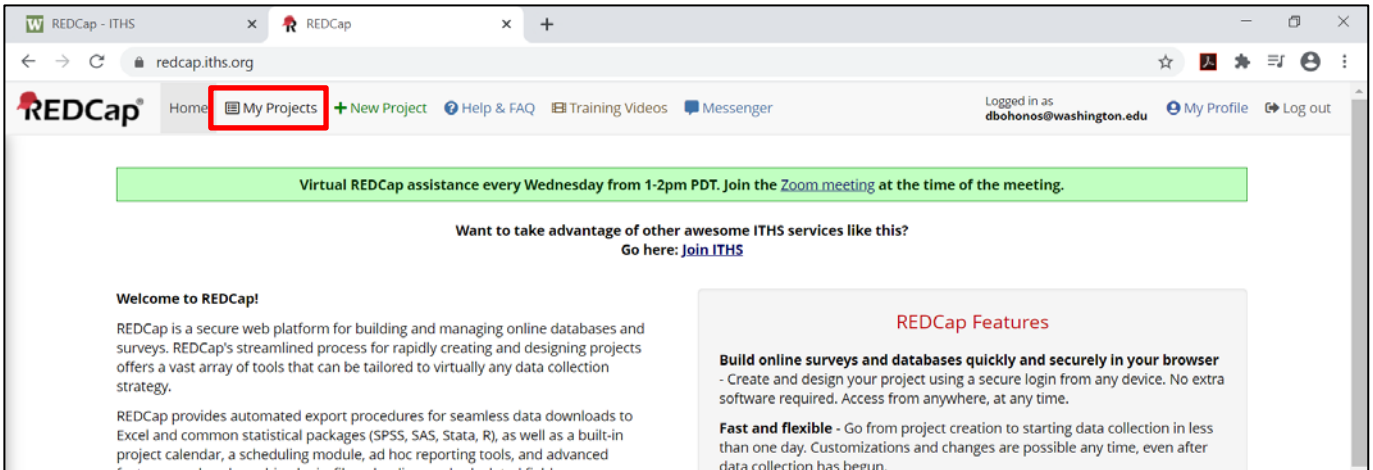 REDCap - ITHS
REDCap
redcap.iths.org
REDCap® Home My Projects New Project Help & FAQ Training Videos Messenger Logged in as dbohonos@washington.edu My Profile Log out
Virtual REDCap assistance every Wednesday from 1-2pm PDT. Join the Zoom meeting at the time of the meeting.
Want to take advantage of other awesome ITHS services like this?
Go here: Join ITHS
Welcome to REDCap!
REDCap is a secure web platform for building and managing online databases and
surveys. REDCap's streamlined process for rapidly creating and designing projects
offers a vast array of tools that can be tailored to virtually any data collection
strategy.
REDCap provides automated export procedures for seamless data downloads to
Excel and common statistical packages (SPSS, SAS, Stata, R), as well as a built-in
project calendar, a scheduling module, ad hoc reporting tools, and advanced
REDCap Features
Build online surveys and databases quickly and securely in your browser
- Create and design your project using a secure login from any device. No extra
software required. Access from anywhere, at any time.
Fast and flexible - Go from project creation to starting data collection in less
than one day. Customizations and changes are possible any time, even after
data collection has begun.